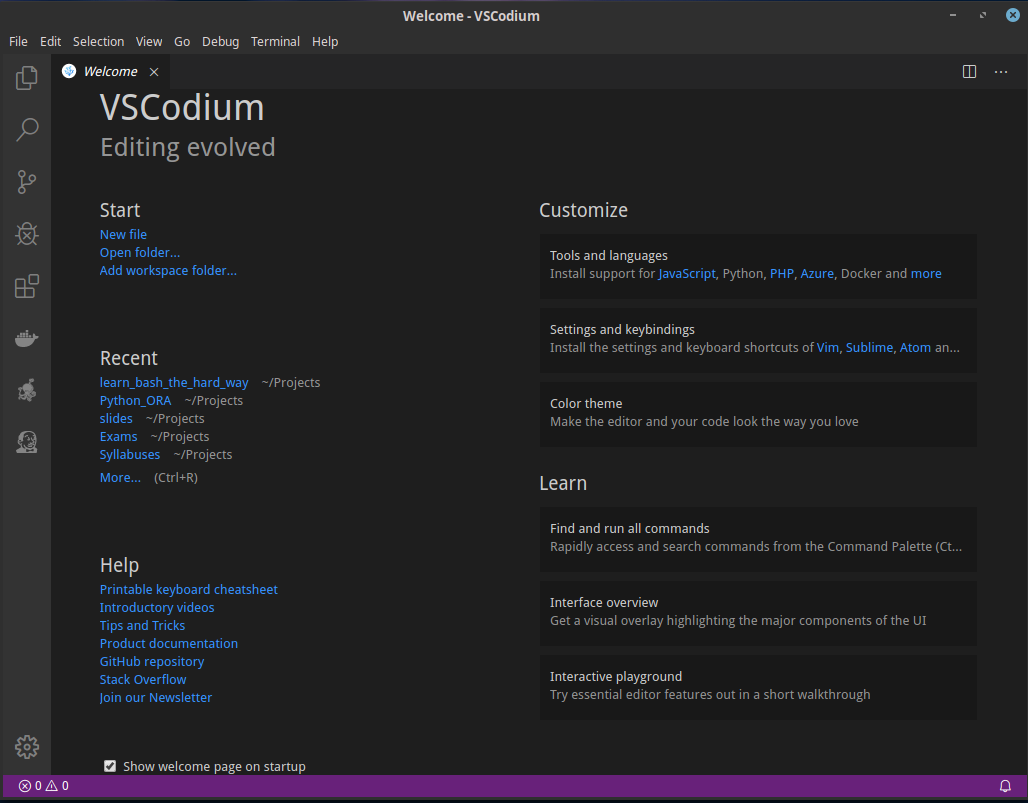 Welcome - VSCodium
File Edit Selection View Go Debug Terminal Help
Welcome
VSCodium
Editing evolved
Start
New file
Open folder...
Add workspace folder...
Recent
learn_bash_the_hard_way ~/Projects
Python_ORA ~/Projects
slides ~/Projects
Exams ~/Projects
Syllabuses ~/Projects
More... (Ctrl+R)
Help
Printable keyboard cheatsheet
Introductory videos
Tips and Tricks
Product documentation
GitHub repository
Stack Overflow
Join our Newsletter
Show welcome page on startup
Customize
Tools and languages
Install support for JavaScript, Python, PHP, Azure, Docker and more
Settings and keybindings
Install the settings and keyboard shortcuts of Vim, Sublime, Atom an...
Color theme
Make the editor and your code look the way you love
Learn
Find and run all commands
Rapidly access and search commands from the Command Palette (Ct...
Interface overview
Get a visual overlay highlighting the major components of the UI
Interactive playground
Try essential editor features out in a short walkthrough
0 0